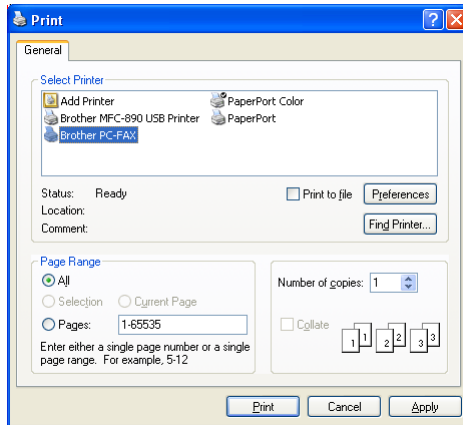 Print
General
Select Printer
Add Printer
PaperPort Color
Brother MFC-890 USB Printer
PaperPort
Brother PC-FAX
Status: Ready
Print to file
Preferences
Location:
Comment:
Find Printer...
Page Range
All
Selection
Current Page
Pages: 1-65535
Enter either a single page number or a single
page range. For example, 5-12
Number of copies: 1
Collate
1 1 2 2 3 3
Print
Cancel
Apply